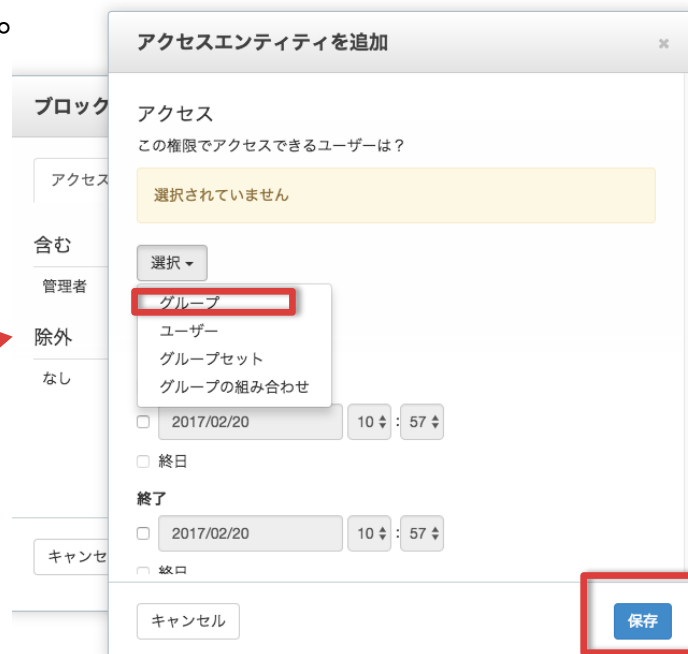 。
アクセスエンティティを追加
×
ブロック
アクセス
アクセス
この権限でアクセスできるユーザーは？
選択されていません
含む
管理者
除外
なし
選択
グループ
ユーザー
グループセット
グループの組み合わせ
2017/02/20 10 : 57
終日
終了
2017/02/20 10 : 57
終日
キャンセ
キャンセル
保存